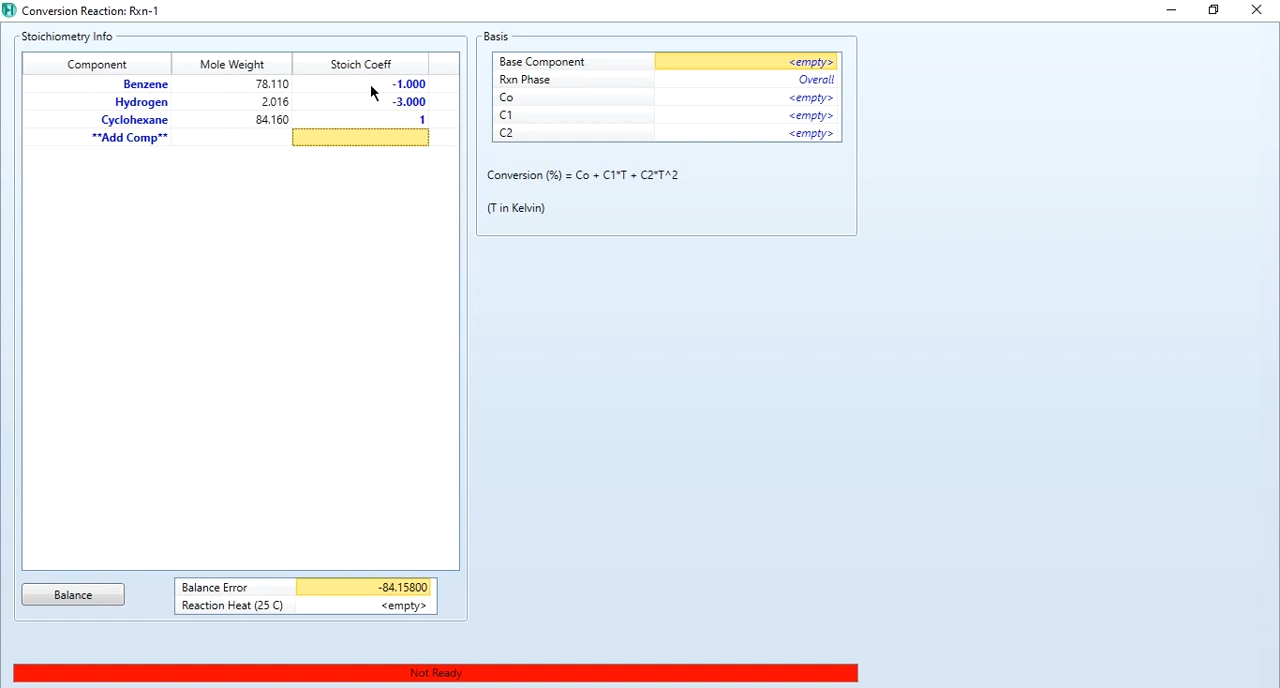 Conversion Reaction: Rxn-1
Stoichiometry Info
Component Mole Weight Stoich Coeff
Benzene 78.110 -1.000
Hydrogen 2.016 -3.000
Cyclohexane 84.160 1
**Add Comp**
Balance
Balance Error -84.15800
Reaction Heat (25 C) <empty>
Basis
Base Component <empty>
Rxn Phase Overall
Co <empty>
C1 <empty>
C2 <empty>
Conversion (%) = Co + C1*T + C2*T^2
(T in Kelvin)
Not Ready